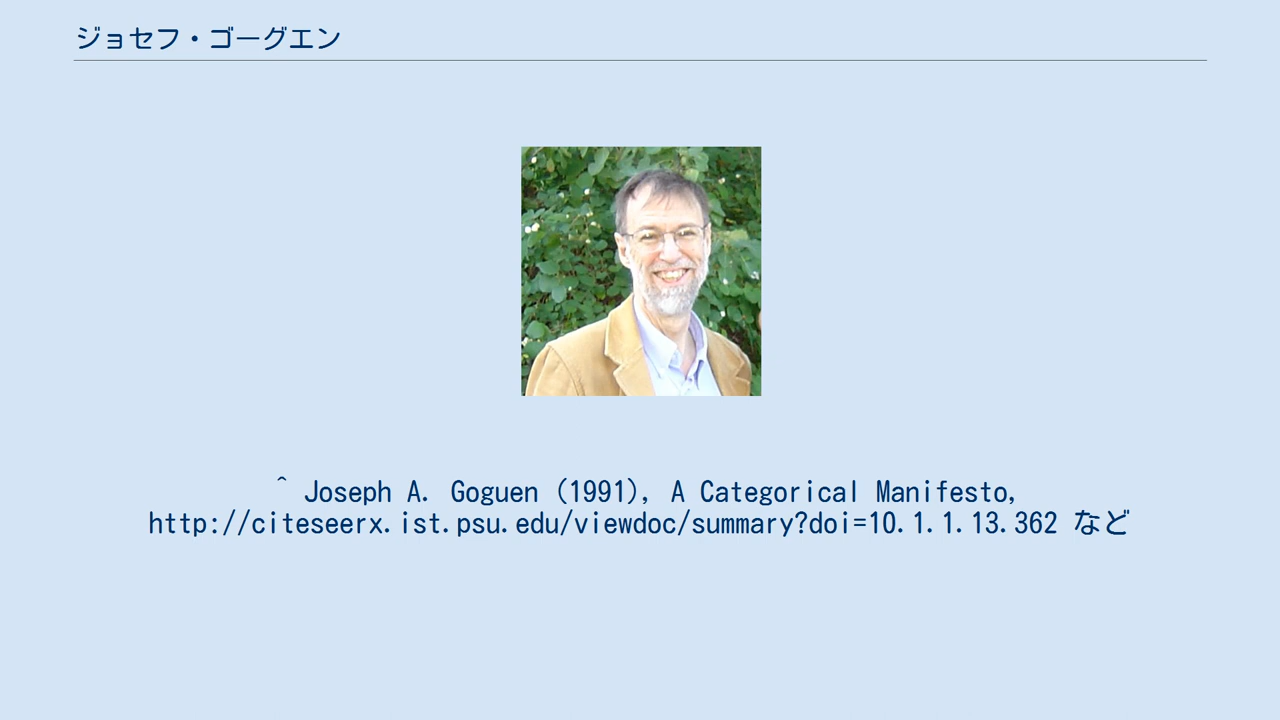 ジョセフ・ゴーグエン
^ Joseph A. Goguen (1991), A Categorical Manifesto,
http://citeseerx.ist.psu.edu/viewdoc/summary?doi=10.1.1.13.362 など